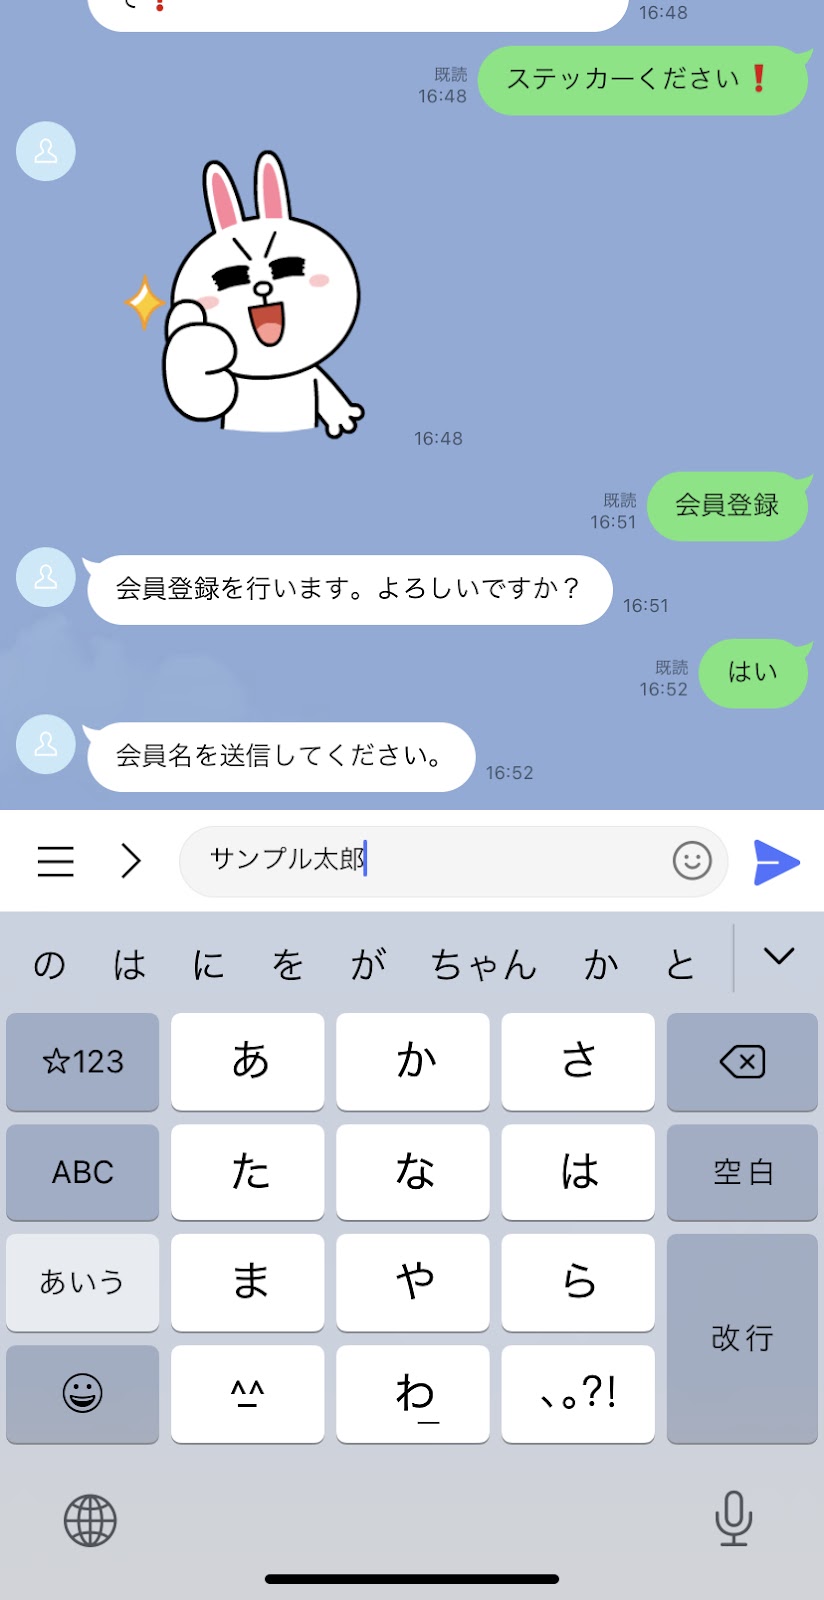 16:48
既読
16:48
ステッカーください❗
16:48
既読
16:51
会員登録
会員登録を行います。よろしいですか？
16:51
既読
16:52
はい
会員名を送信してください。
16:52
サンプル太郎
の は に を が ちゃん か と
☆123 あ か さ
ABC た な は 空白
あいう ま や ら
改行
^_^ わ_ 、。?!